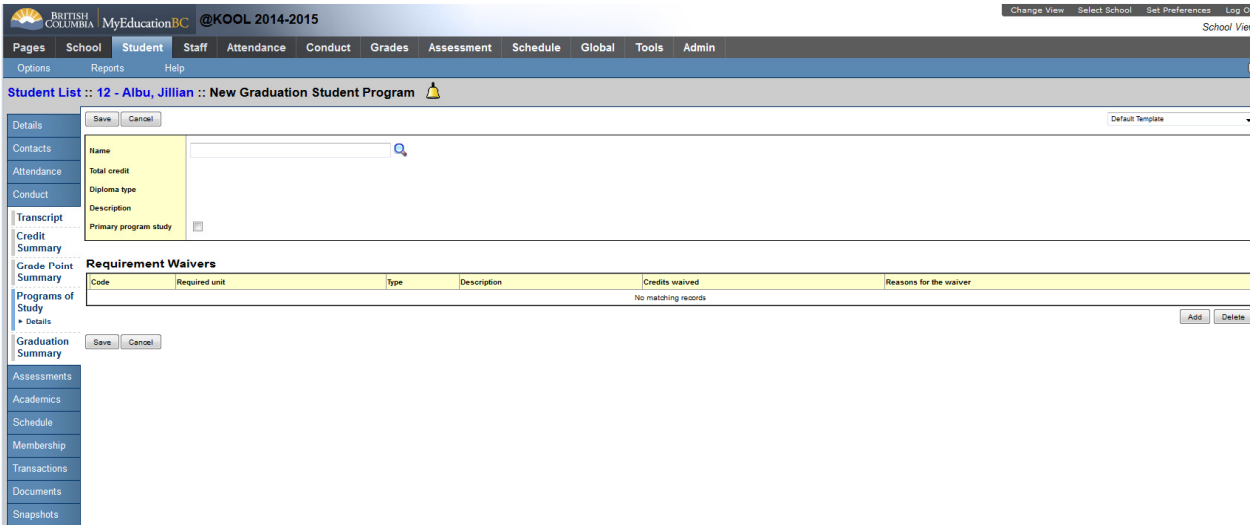 BRITISH
COLUMBIA MyEducationBC @KOOL 2014-2015
Change View Select School Set Preferences Log O
School View
Pages School Student Staff Attendance Conduct Grades Assessment Schedule Global Tools Admin
Options Reports Help
Student List :: 12 - Albu, Jillian :: New Graduation Student Program
Details
Contacts
Attendance
Conduct
Transcript
Credit
Summary
Grade Point
Summary
Programs of
Study
Details
Graduation
Summary
Assessments
Academics
Schedule
Membership
Transactions
Documents
Snapshots
Save Cancel Default Template
Name
Total credit
Diploma type
Description
Primary program study
Requirement Waivers
Code Required unit Type Description Credits waived Reasons for the waiver
No matching records
Add Delete
Save Cancel